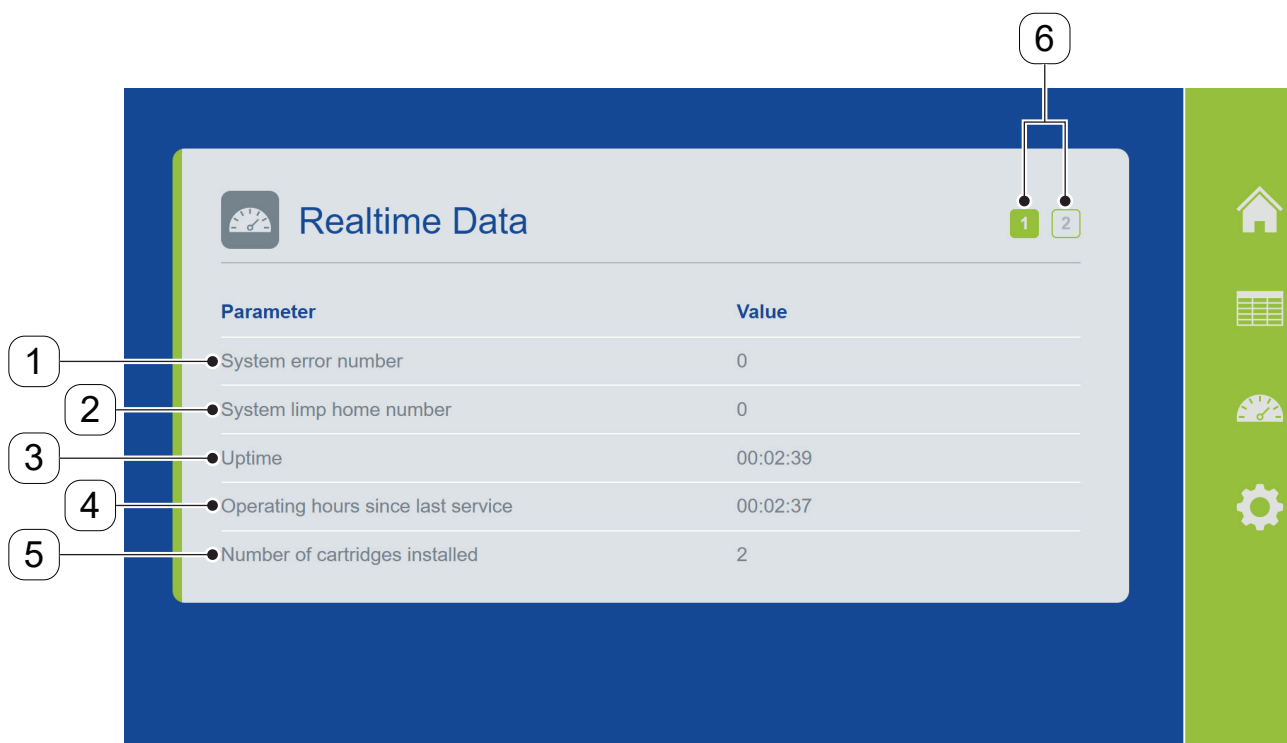 6
Realtime Data
1 2
Parameter Value
1 System error number 0
2 System limp home number 0
3 Uptime 00:02:39
4 Operating hours since last service 00:02:37
5 Number of cartridges installed 2